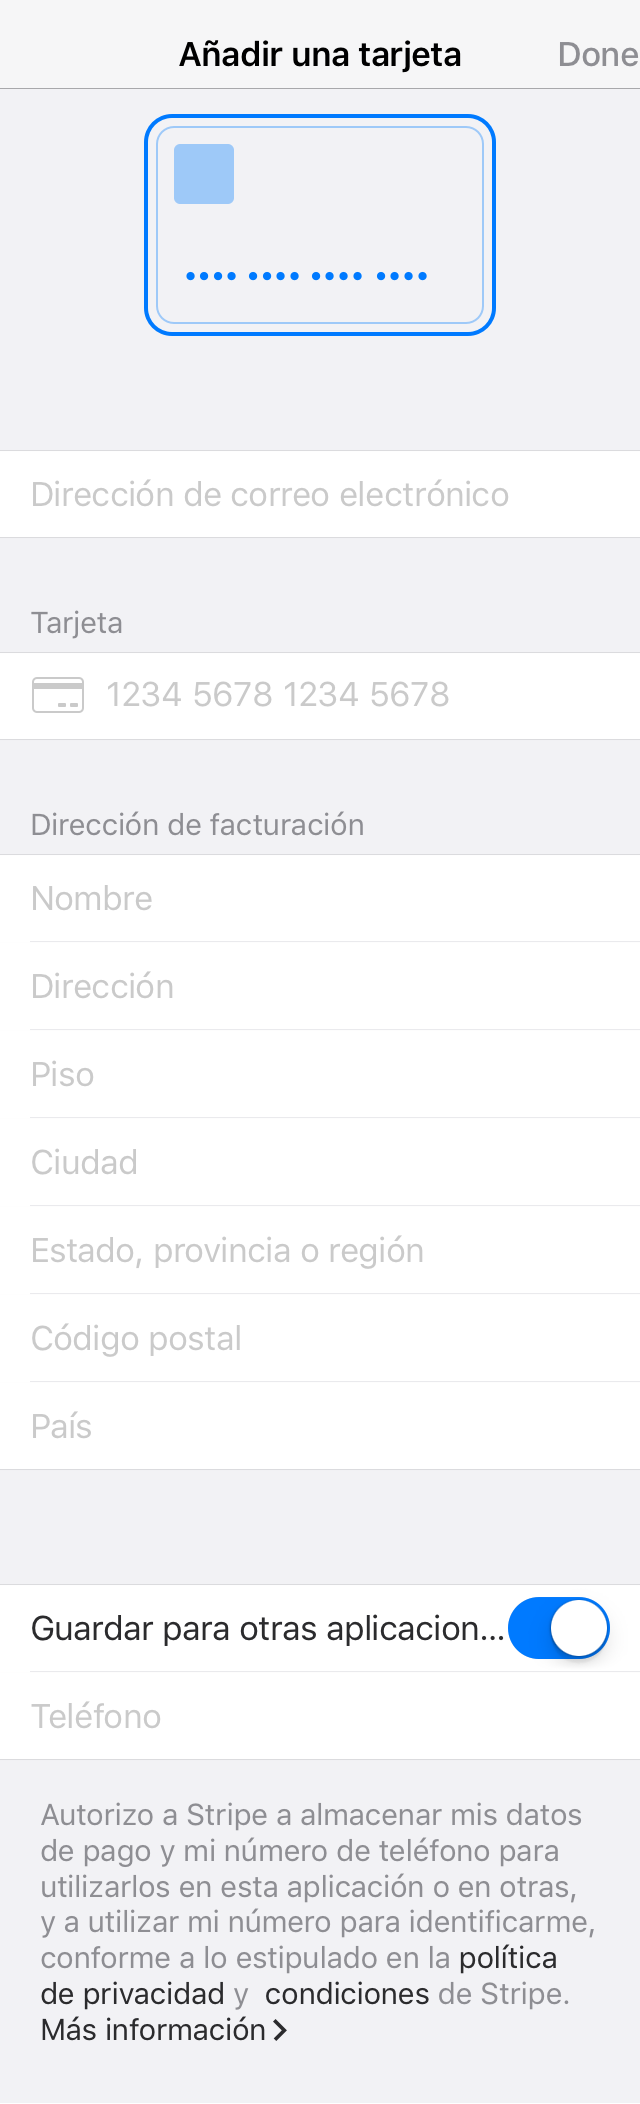 Añadir una tarjeta
Done
•••• •••• •••• ••••
Dirección de correo electrónico
Tarjeta
1234 5678 1234 5678
Dirección de facturación
Nombre
Dirección
Piso
Ciudad
Estado, provincia o región
Código postal
País
Guardar para otras aplicacion...
Teléfono
Autorizo a Stripe a almacenar mis datos
de pago y mi número de teléfono para
utilizarlos en esta aplicación o en otras,
y a utilizar mi número para identificarme,
conforme a lo estipulado en la política
de privacidad y condiciones de Stripe.
Más información